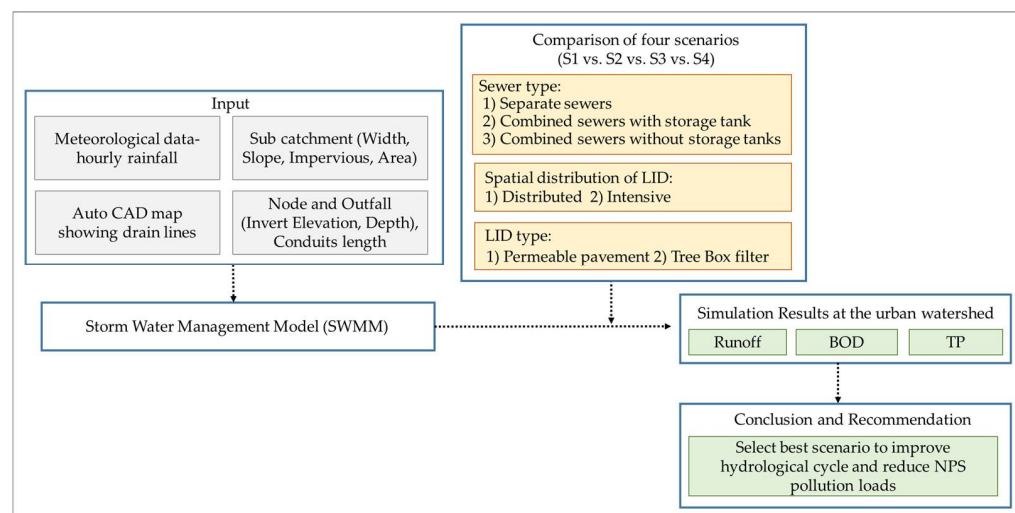 Input
Meteorological data-
hourly rainfall
Sub catchment (Width,
Slope, Impervious, Area)
Auto CAD map
showing drain lines
Node and Outfall
(Invert Elevation, Depth),
Conduits length
Comparison of four scenarios
(S1 vs. S2 vs. S3 vs. S4)
Sewer type:
1) Separate sewers
2) Combined sewers with storage tank
3) Combined sewers without storage tanks
Spatial distribution of LID:
1) Distributed 2) Intensive
LID type:
1) Permeable pavement 2) Tree Box filter
Storm Water Management Model (SWMM)
Simulation Results at the urban watershed
Runoff
BOD
TP
Conclusion and Recommendation
Select best scenario to improve
hydrological cycle and reduce NPS
pollution loads